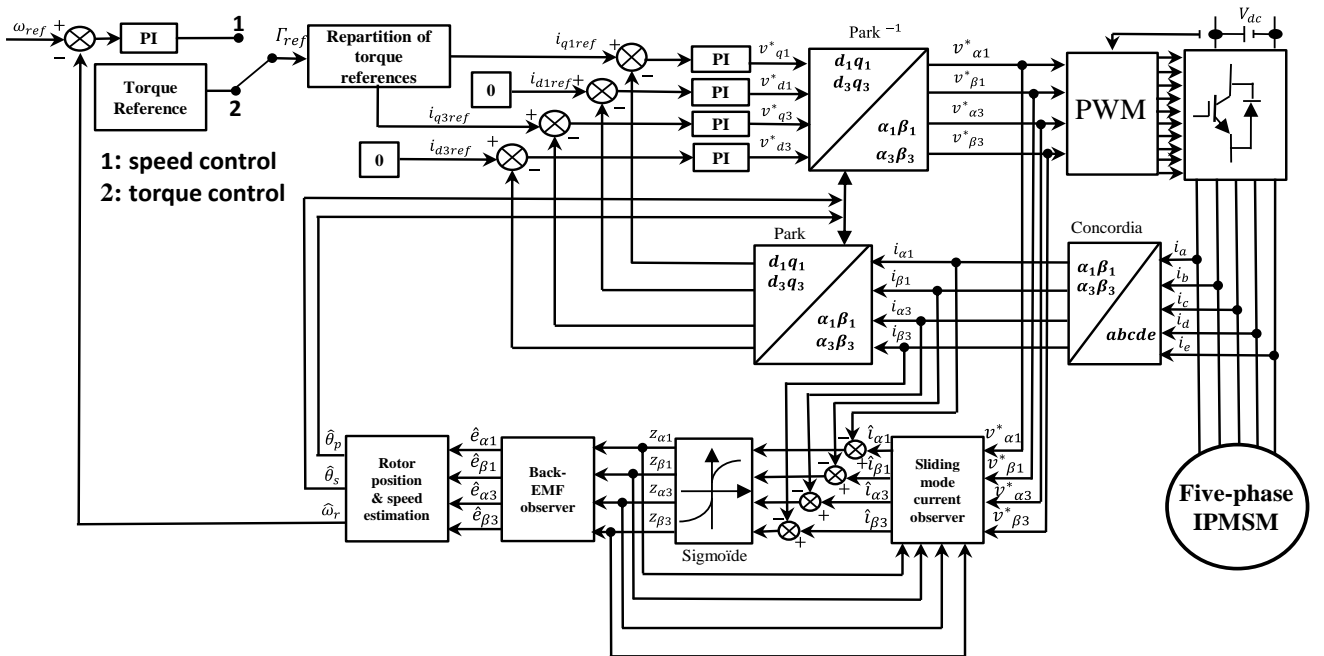 ω_ref
+
−
PI
1
Γ_ref
Torque
Reference
2
1: speed control
2: torque control
Repartition of
torque
references
i_q1ref
+
−
0
i_d1ref
+
−
i_q3ref
+
−
0
i_d3ref
+
−
PI
PI
PI
PI
v*_q1
v*_d1
v*_q3
v*_d3
Park ⁻¹
d₁q₁
d₃q₃
α₁β₁
α₃β₃
v*_α1
v*_β1
v*_α3
v*_β3
PWM
V_dc
Park
d₁q₁
d₃q₃
α₁β₁
α₃β₃
i_α1
i_β1
i_α3
i_β3
Concordia
α₁β₁
α₃β₃
abcde
i_a
i_b
i_c
i_d
i_e
Five-phase
IPMSM
θ̂_p
θ̂_s
ω̂_r
Rotor
position
& speed
estimation
ê_α1
ê_β1
ê_α3
ê_β3
Back-
EMF
observer
z_α1
z_β1
z_α3
z_β3
Sigmoïde
−
+
−
+
−
+
−
+
î_α1
î_β1
î_α3
î_β3
Sliding
mode
current
observer
v*_α1
v*_β1
v*_α3
v*_β3